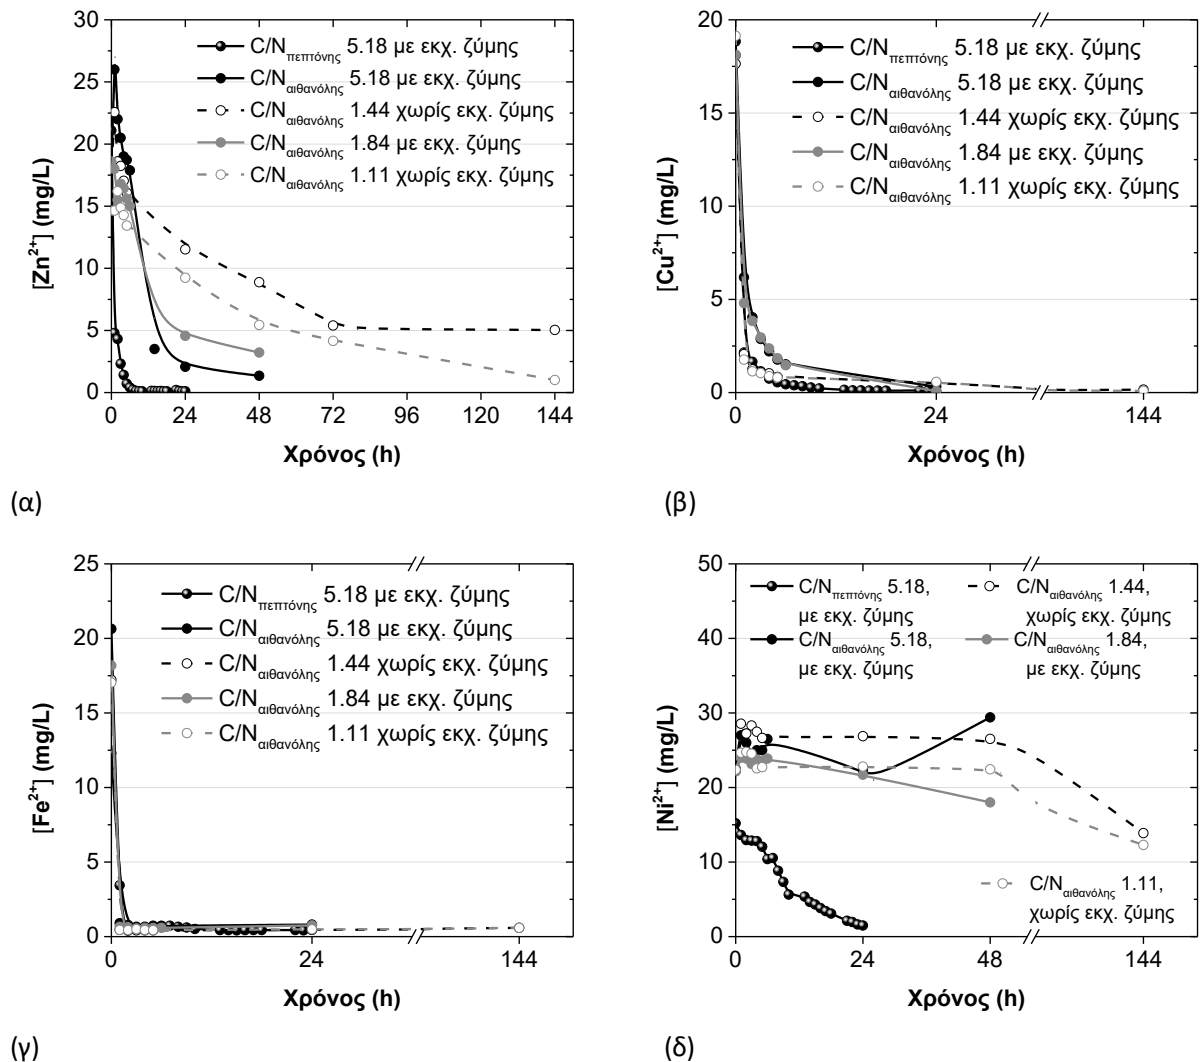 30
25
20
15
10
5
0
[Zn²⁺] (mg/L)
C/Nπεπτόνης 5.18 με εκχ. ζύμης
C/Nαιθανόλης 5.18 με εκχ. ζύμης
C/Nαιθανόλης 1.44 χωρίς εκχ. ζύμης
C/Nαιθανόλης 1.84 με εκχ. ζύμης
C/Nαιθανόλης 1.11 χωρίς εκχ. ζύμης
0 24 48 72 96 120 144
Χρόνος (h)
(α)
20
15
10
5
0
[Cu²⁺] (mg/L)
C/Nπεπτόνης 5.18 με εκχ. ζύμης
C/Nαιθανόλης 5.18 με εκχ. ζύμης
C/Nαιθανόλης 1.44 χωρίς εκχ. ζύμης
C/Nαιθανόλης 1.84 με εκχ. ζύμης
C/Nαιθανόλης 1.11 χωρίς εκχ. ζύμης
0 24 144
Χρόνος (h)
(β)
25
20
15
10
5
0
[Fe²⁺] (mg/L)
C/Nπεπτόνης 5.18 με εκχ. ζύμης
C/Nαιθανόλης 5.18 με εκχ. ζύμης
C/Nαιθανόλης 1.44 χωρίς εκχ. ζύμης
C/Nαιθανόλης 1.84 με εκχ. ζύμης
C/Nαιθανόλης 1.11 χωρίς εκχ. ζύμης
0 24 144
Χρόνος (h)
(γ)
50
40
30
20
10
0
[Ni²⁺] (mg/L)
C/Nπεπτόνης 5.18,
με εκχ. ζύμης
C/Nαιθανόλης 1.44,
χωρίς εκχ. ζύμης
C/Nαιθανόλης 5.18,
με εκχ. ζύμης
C/Nαιθανόλης 1.84,
με εκχ. ζύμης
C/Nαιθανόλης 1.11,
χωρίς εκχ. ζύμης
0 24 48 144
Χρόνος (h)
(δ)